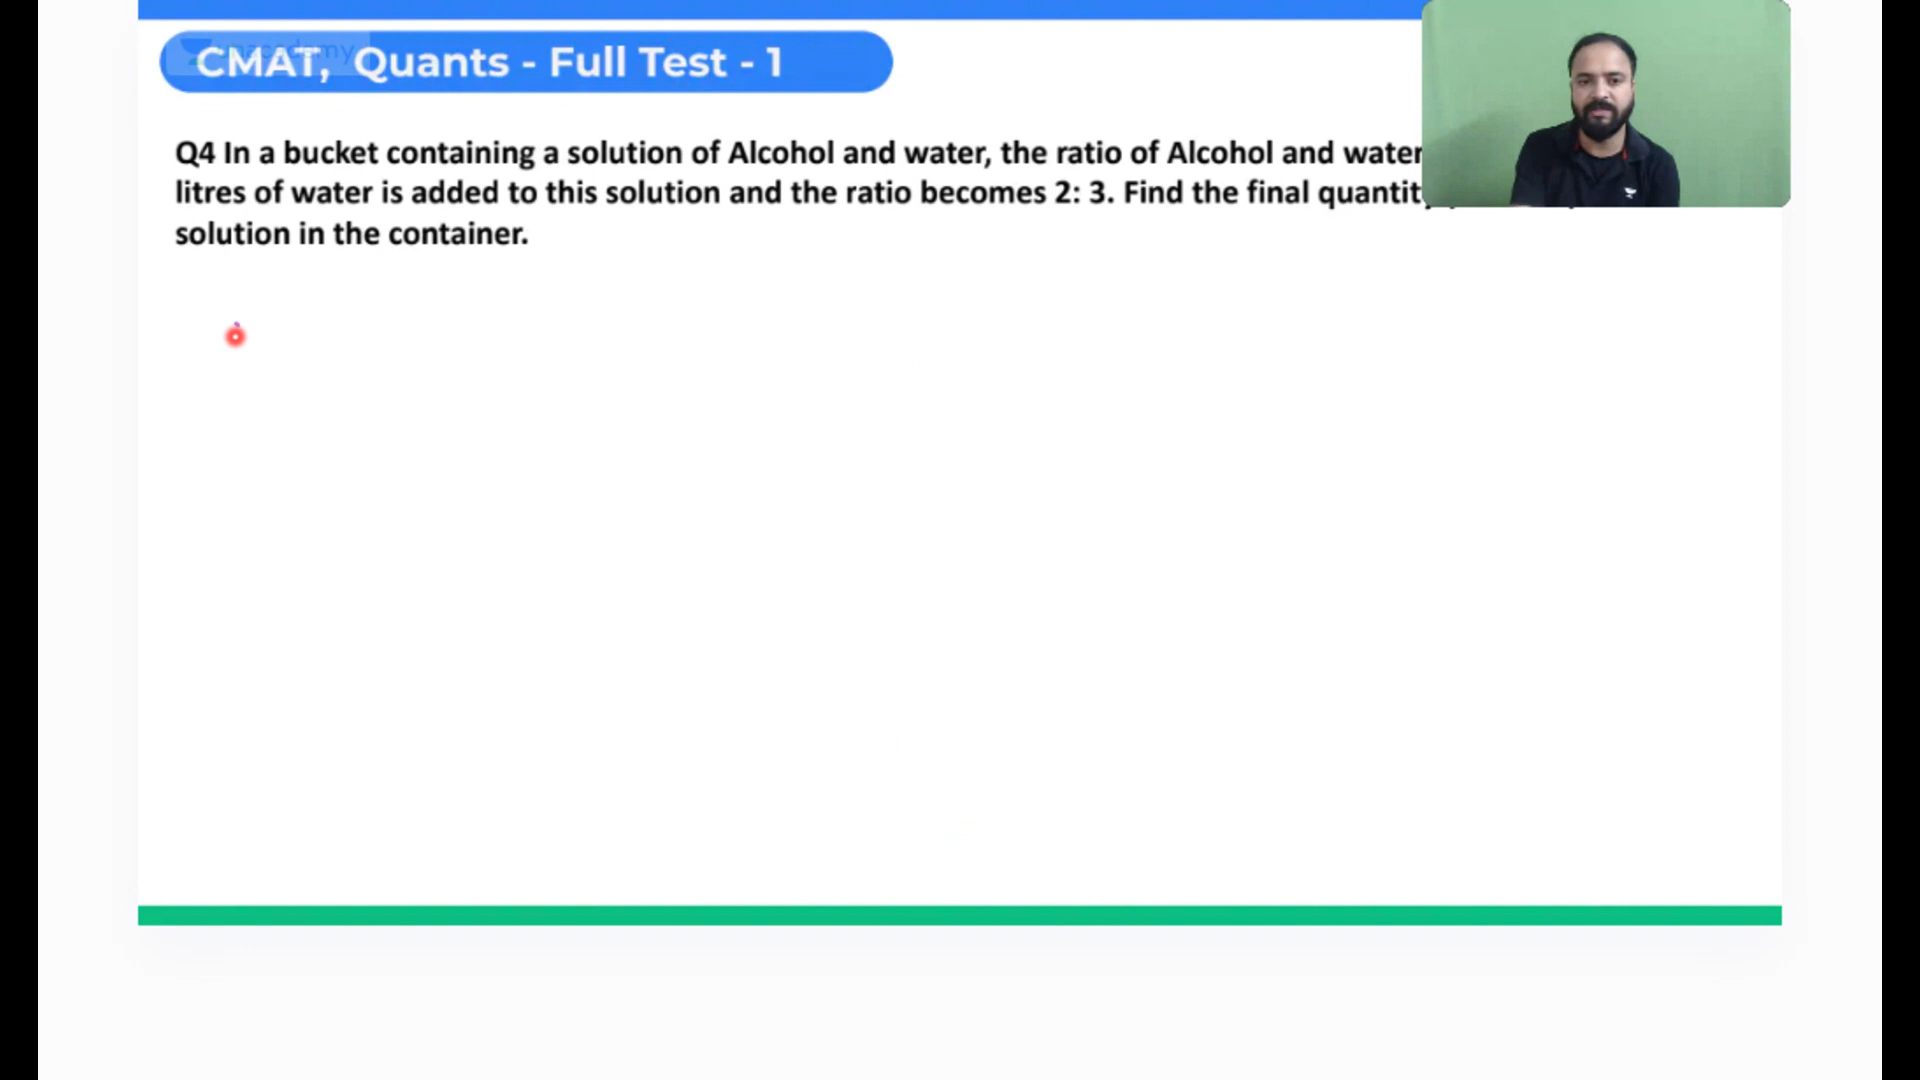 CMAT, Quants - Full Test - 1
Q4 In a bucket containing a solution of Alcohol and water, the ratio of Alcohol and water
litres of water is added to this solution and the ratio becomes 2: 3. Find the final
solution in the container.